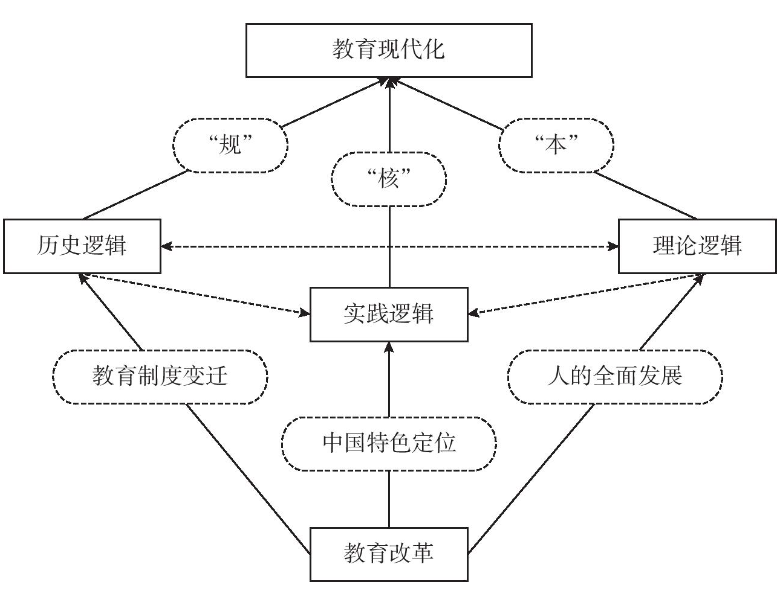 教育现代化
“规”
“本”
“核”
历史逻辑
理论逻辑
实践逻辑
教育制度变迁
人的全面发展
中国特色定位
教育改革